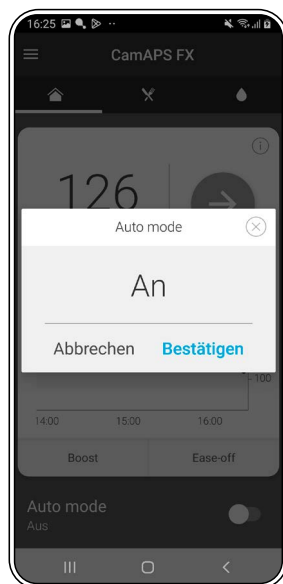 16:25
CamAPS FX
126
Auto mode
An
Abbrechen Bestätigen
100
14:00 15:00 16:00
Boost Ease-off
Auto mode
Aus